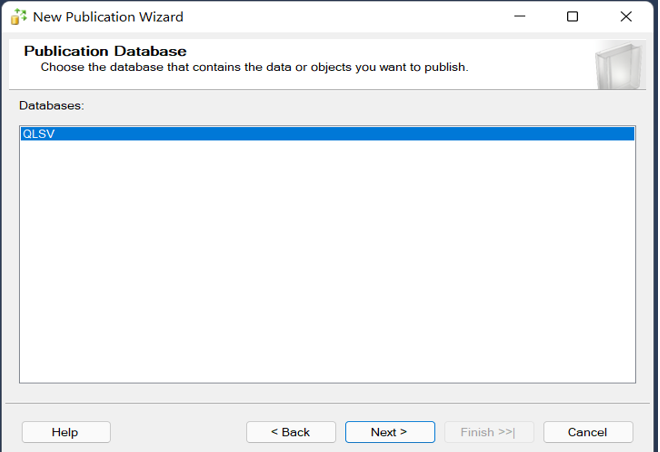 New Publication Wizard
Publication Database
Choose the database that contains the data or objects you want to publish.
Databases:
QLSV
Help
< Back
Next >
Finish >>|
Cancel